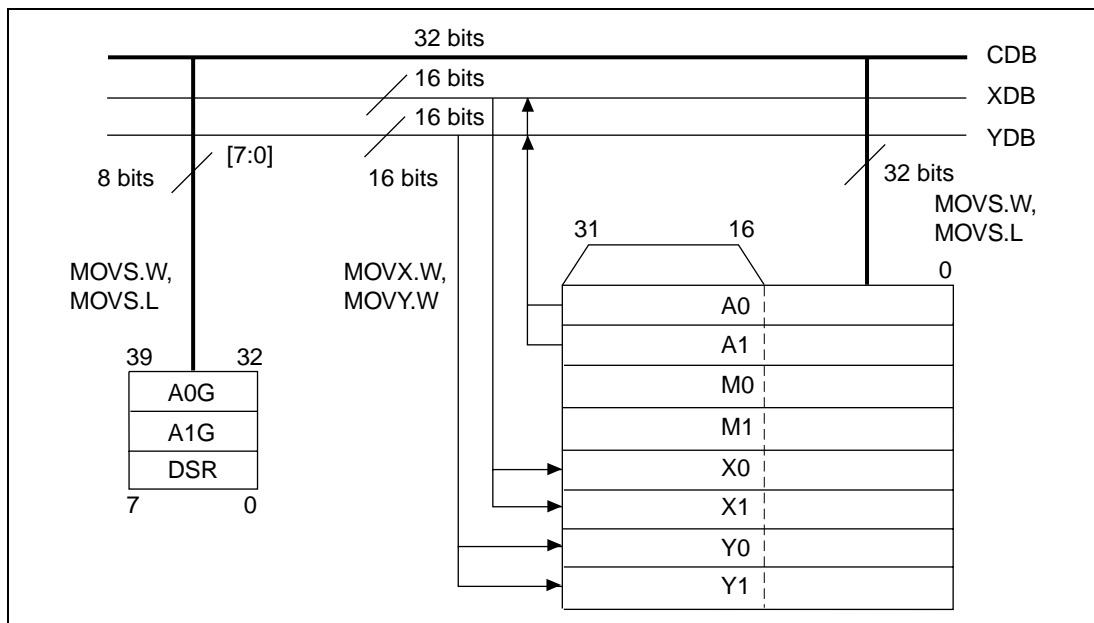 32 bits
CDB
16 bits
XDB
16 bits
YDB
[7:0]
8 bits
16 bits
32 bits
MOVS.W,
MOVS.L
31 16
0
MOVS.W,
MOVS.L
MOVX.W,
MOVY.W
A0
A1
M0
M1
X0
X1
Y0
Y1
39 32
A0G
A1G
DSR
7 0